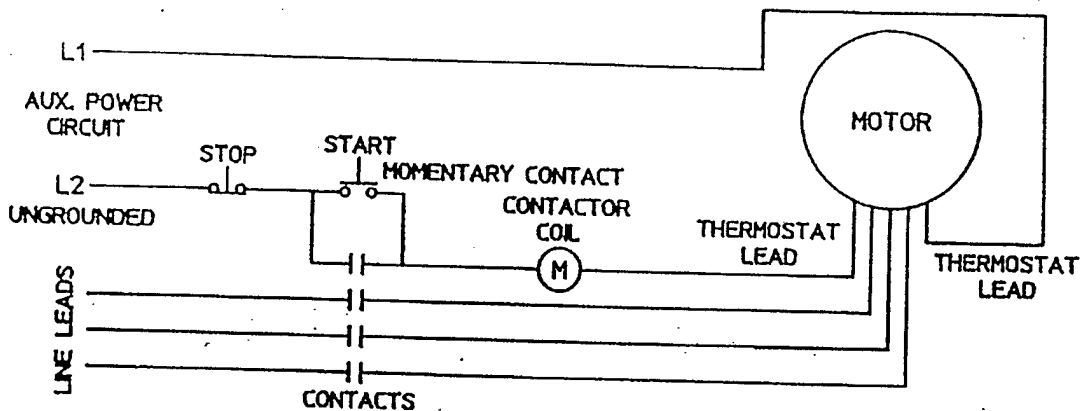 L1
AUX. POWER
CIRCUIT
MOTOR
STOP
START
MOMENTARY CONTACT
L2
UNGROUNDED
CONTACTOR
COIL
M
THERMOSTAT
LEAD
THERMOSTAT
LEAD
LINE LEADS
CONTACTS